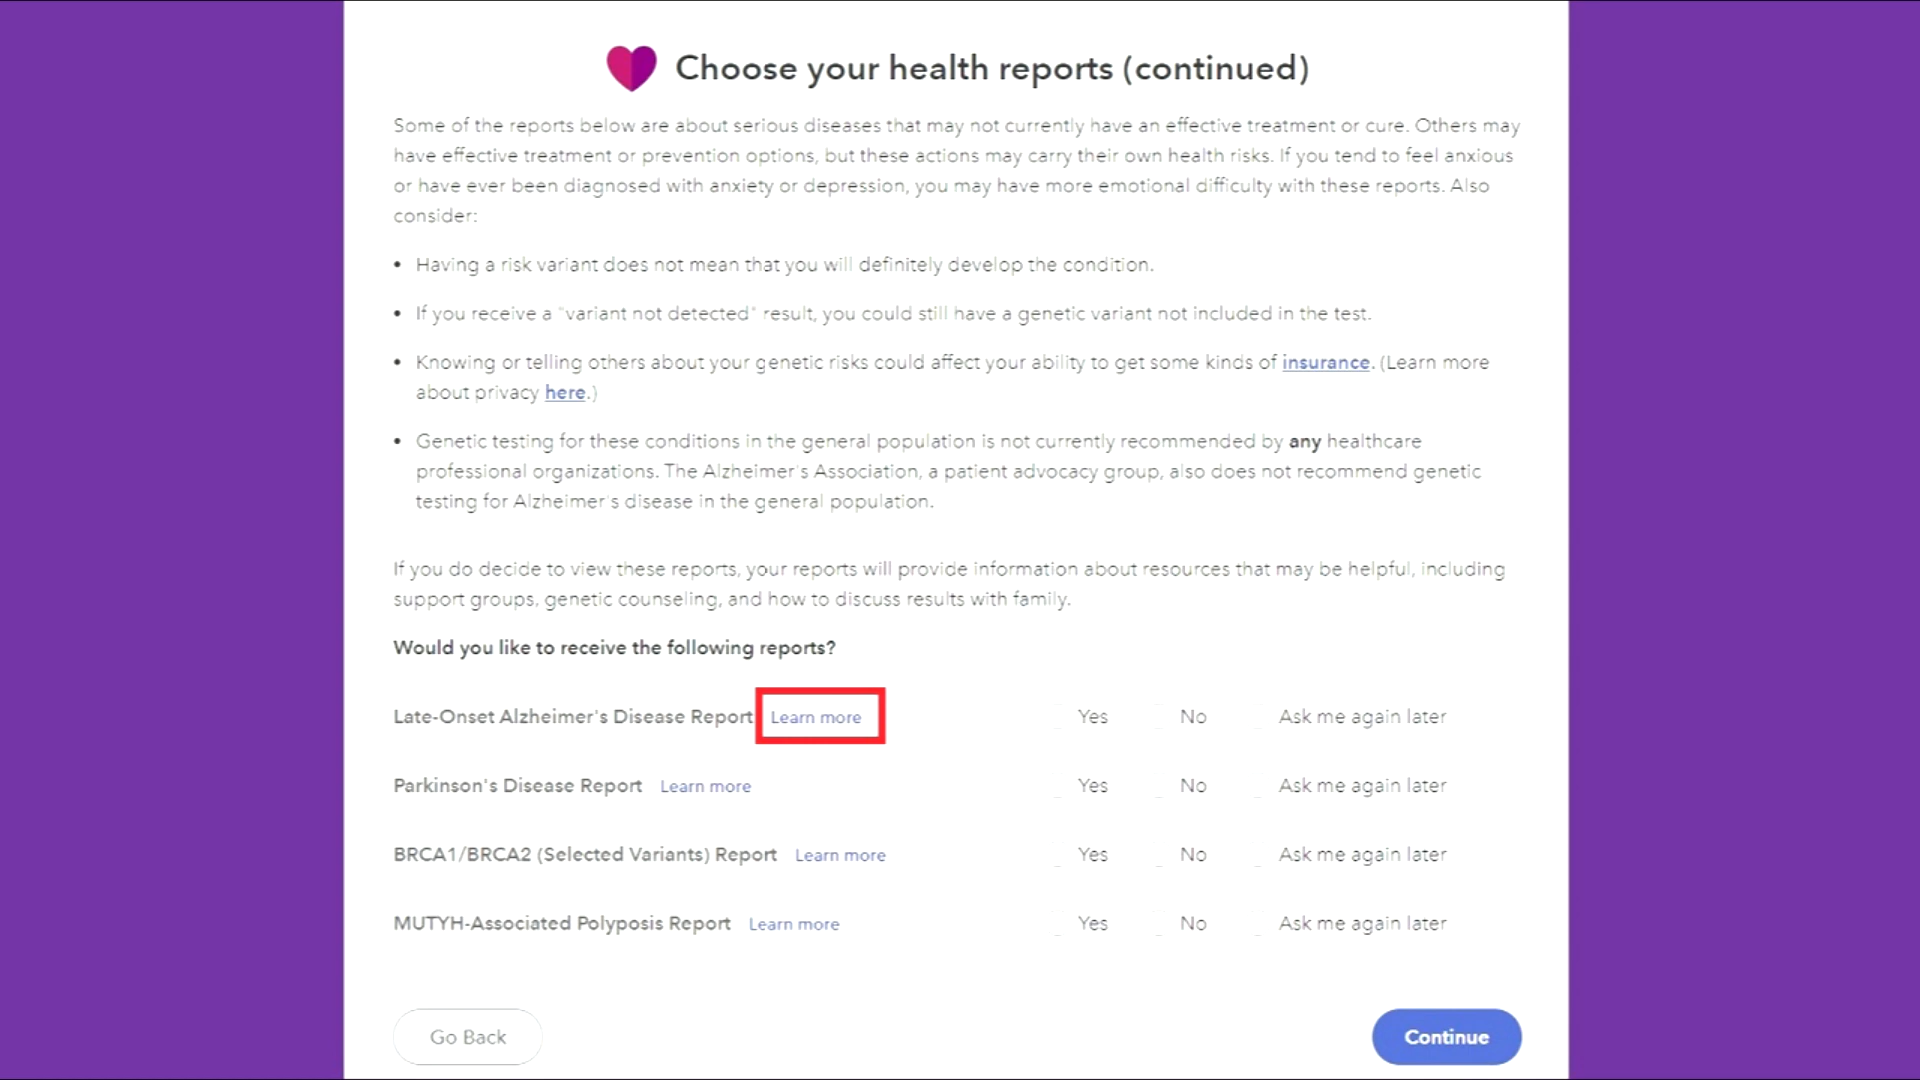 Choose your health reports (continued)
Some of the reports below are about serious diseases that may not currently have an effective treatment or cure. Others may
have effective treatment or prevention options, but these actions may carry their own health risks. If you tend to feel anxious
or have ever been diagnosed with anxiety or depression, you may have more emotional difficulty with these reports. Also
consider:
• Having a risk variant does not mean that you will definitely develop the condition.
• If you receive a "variant not detected" result, you could still have a genetic variant not included in the test.
• Knowing or telling others about your genetic risks could affect your ability to get some kinds of insurance. (Learn more
about privacy here.)
• Genetic testing for these conditions in the general population is not currently recommended by any healthcare
professional organizations. The Alzheimer's Association, a patient advocacy group, also does not recommend genetic
testing for Alzheimer's disease in the general population.
If you do decide to view these reports, your reports will provide information about resources that may be helpful, including
support groups, genetic counseling, and how to discuss results with family.
Would you like to receive the following reports?
Late-Onset Alzheimer's Disease Report Learn more Yes No Ask me again later
Parkinson's Disease Report Learn more Yes No Ask me again later
BRCA1/BRCA2 (Selected Variants) Report Learn more Yes No Ask me again later
MUTYH-Associated Polyposis Report Learn more Yes No Ask me again later
Go Back Continue